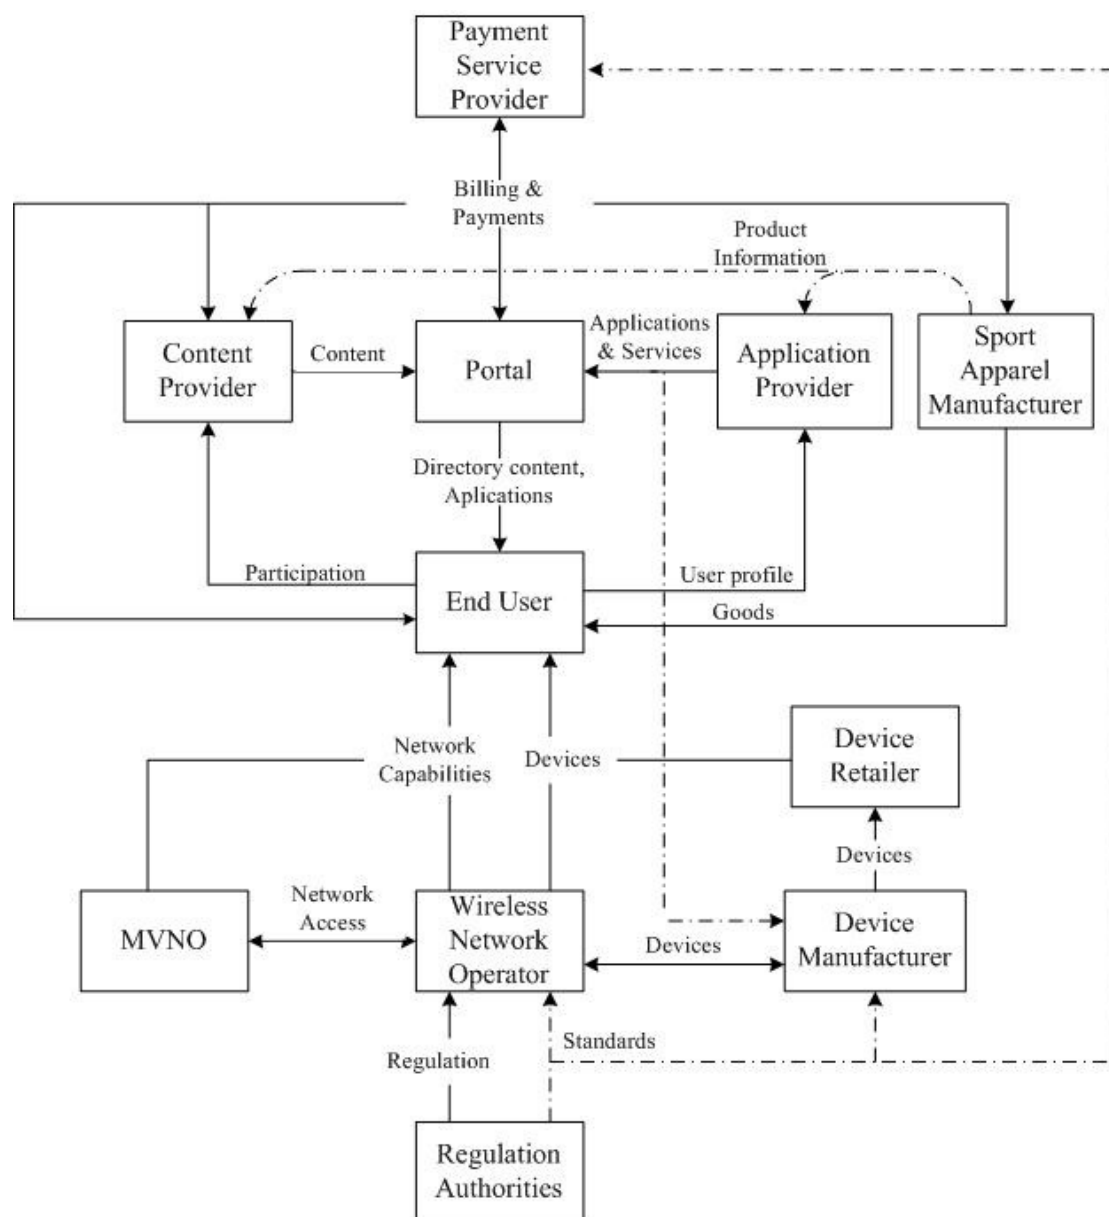 Payment
Service
Provider
Billing &
Payments
Product
Information
Content
Provider
Content
Portal
Applications
& Services
Application
Provider
Sport
Apparel
Manufacturer
Directory content,
Aplications
Participation
End User
User profile
Goods
Network
Capabilities
Devices
Device
Retailer
Devices
MVNO
Network
Access
Wireless
Network
Operator
Devices
Device
Manufacturer
Regulation
Standards
Regulation
Authorities